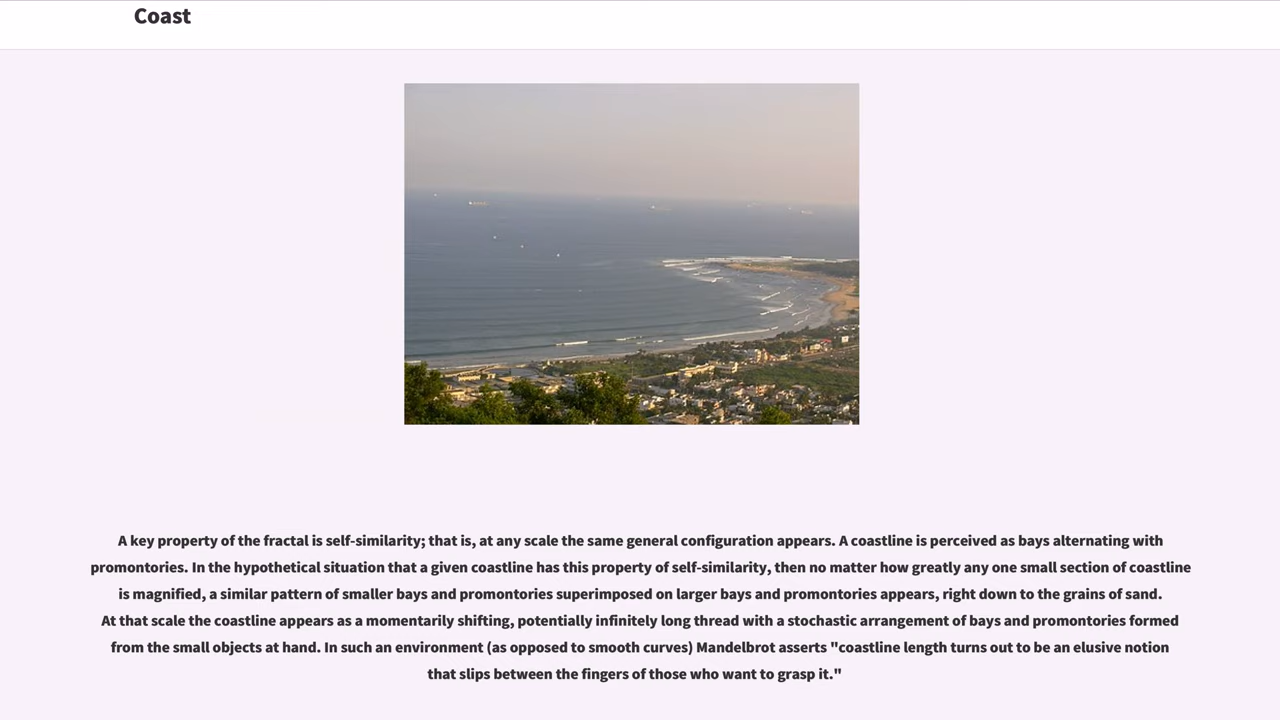 Coast
A key property of the fractal is self-similarity; that is, at any scale the same general configuration appears. A coastline is perceived as bays alternating with
promontories. In the hypothetical situation that a given coastline has this property of self-similarity, then no matter how greatly any one small section of coastline
is magnified, a similar pattern of smaller bays and promontories superimposed on larger bays and promontories appears, right down to the grains of sand.
At that scale the coastline appears as a momentarily shifting, potentially infinitely long thread with a stochastic arrangement of bays and promontories formed
from the small objects at hand. In such an environment (as opposed to smooth curves) Mandelbrot asserts "coastline length turns out to be an elusive notion
that slips between the fingers of those who want to grasp it."